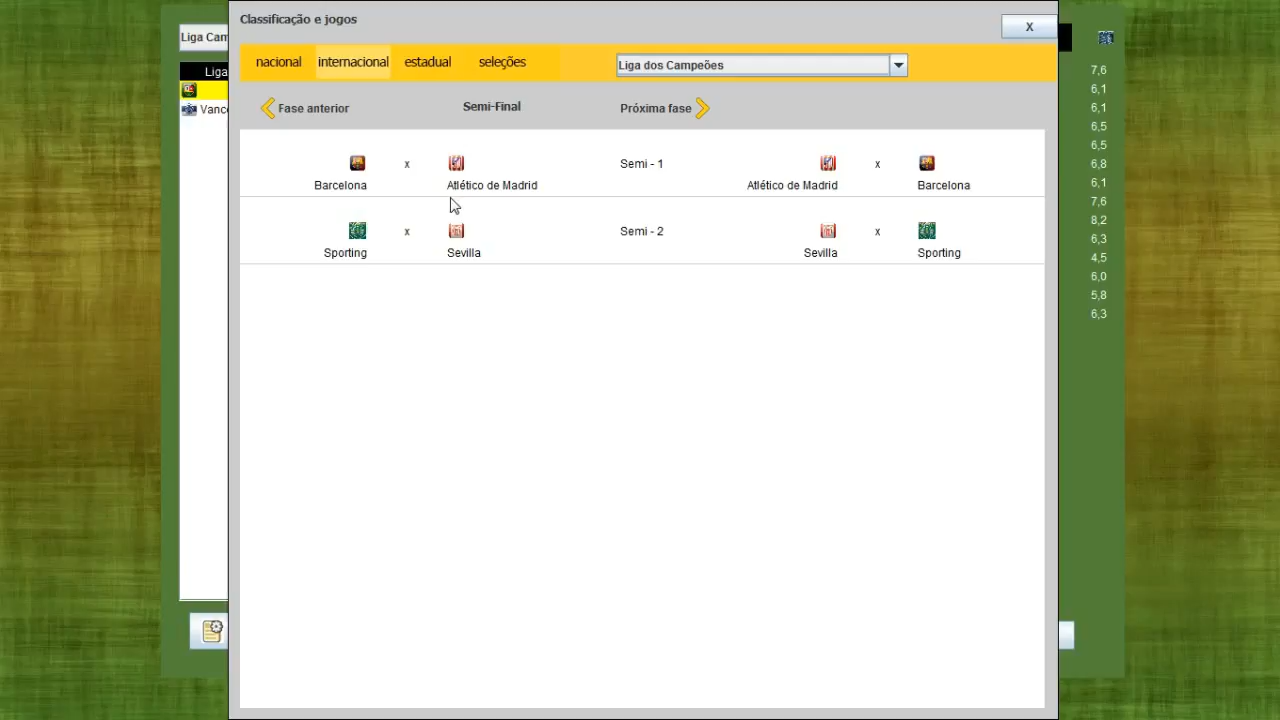 Classificação e jogos
X
Liga Cam
nacional internacional estadual seleções Liga dos Campeões
Liga
Fase anterior Semi-Final Próxima fase
Vanc
Barcelona x Atlético de Madrid Semi - 1 Atlético de Madrid x Barcelona
Sporting x Sevilla Semi - 2 Sevilla x Sporting
7,6
6,1
6,1
6,5
6,5
6,8
6,1
7,6
8,2
6,3
4,5
6,0
5,8
6,3